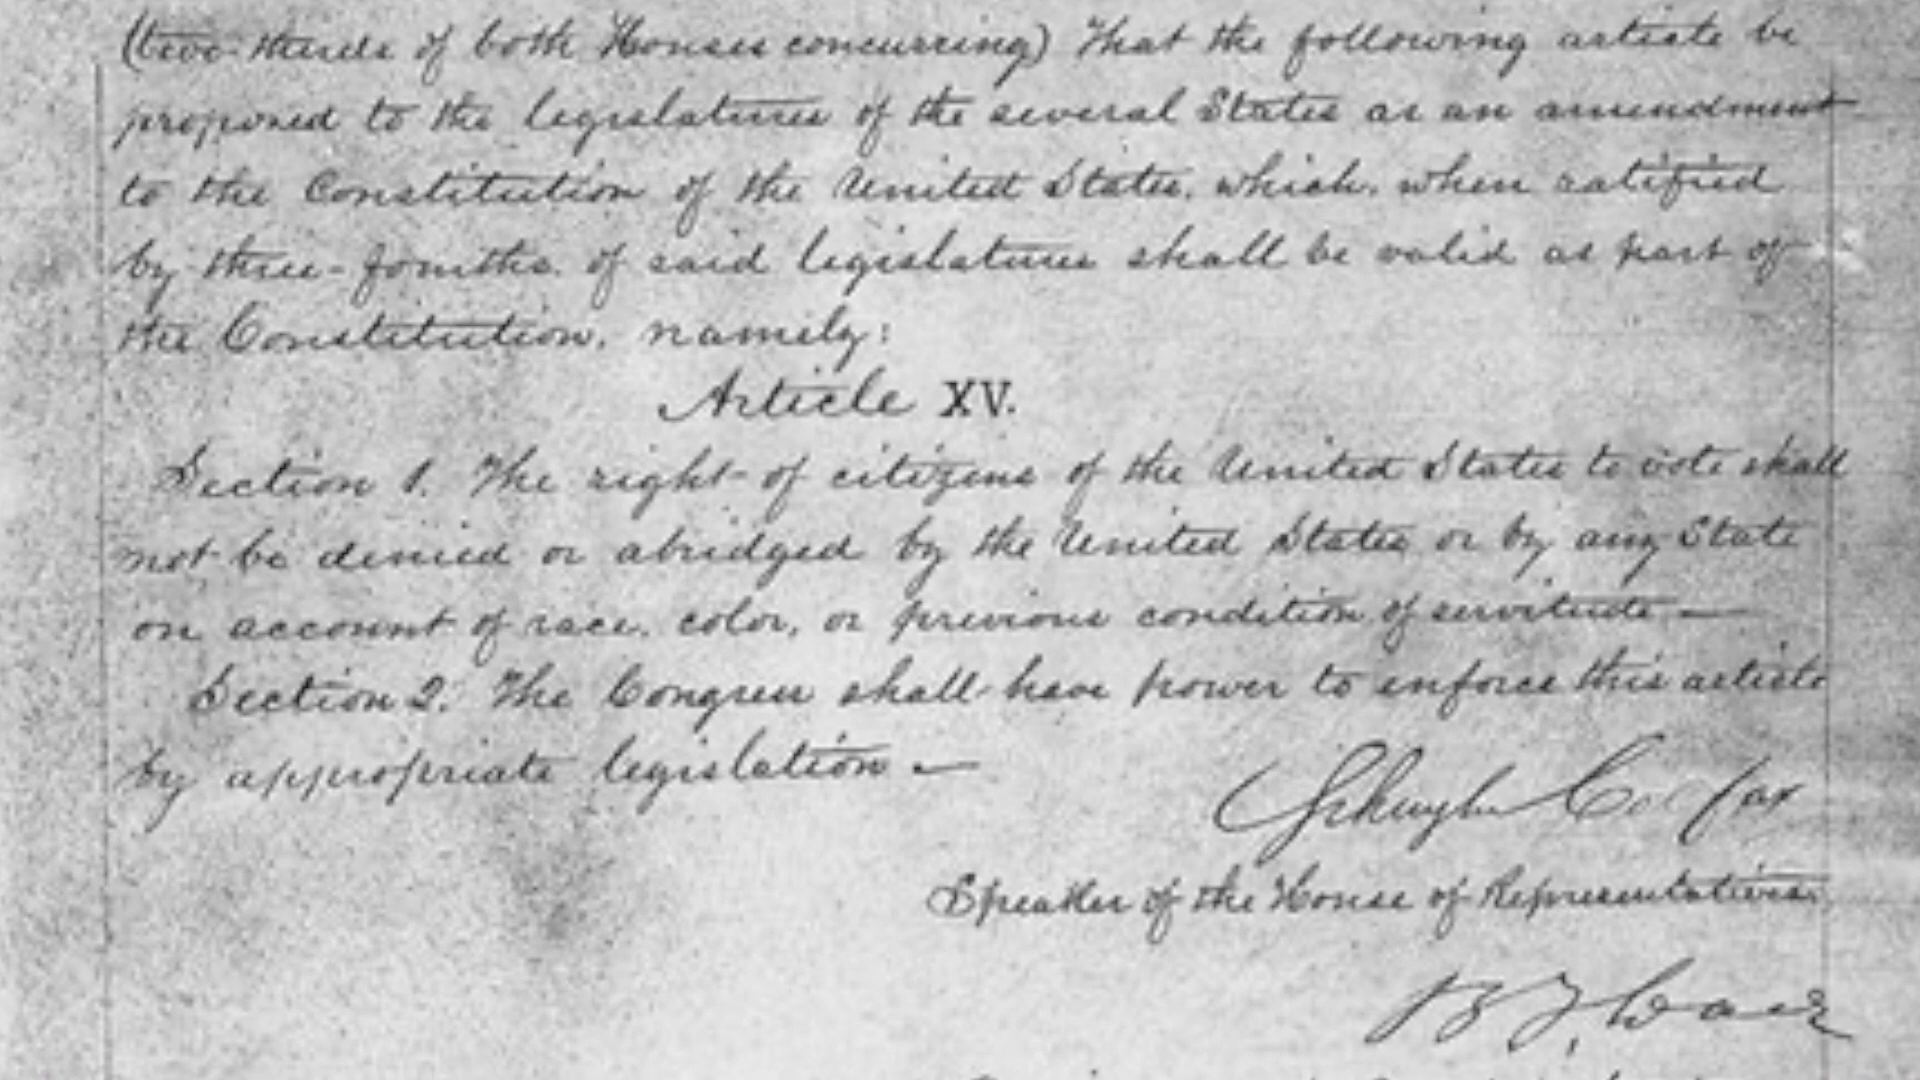 (two-thirds of both Houses concurring) That the following article be
proposed to the legislatures of the several States as an amendment
to the Constitution of the United States, which, when ratified
by three-fourths of said legislatures shall be valid as part of
the Constitution, namely:
Article XV.
Section 1. The right of citizens of the United States to vote shall
not be denied or abridged by the United States or by any State
on account of race, color, or previous condition of servitude —
Section 2. The Congress shall have power to enforce this article
by appropriate legislation —
Schuyler Colfax
Speaker of the House of Representatives.
B F Wade